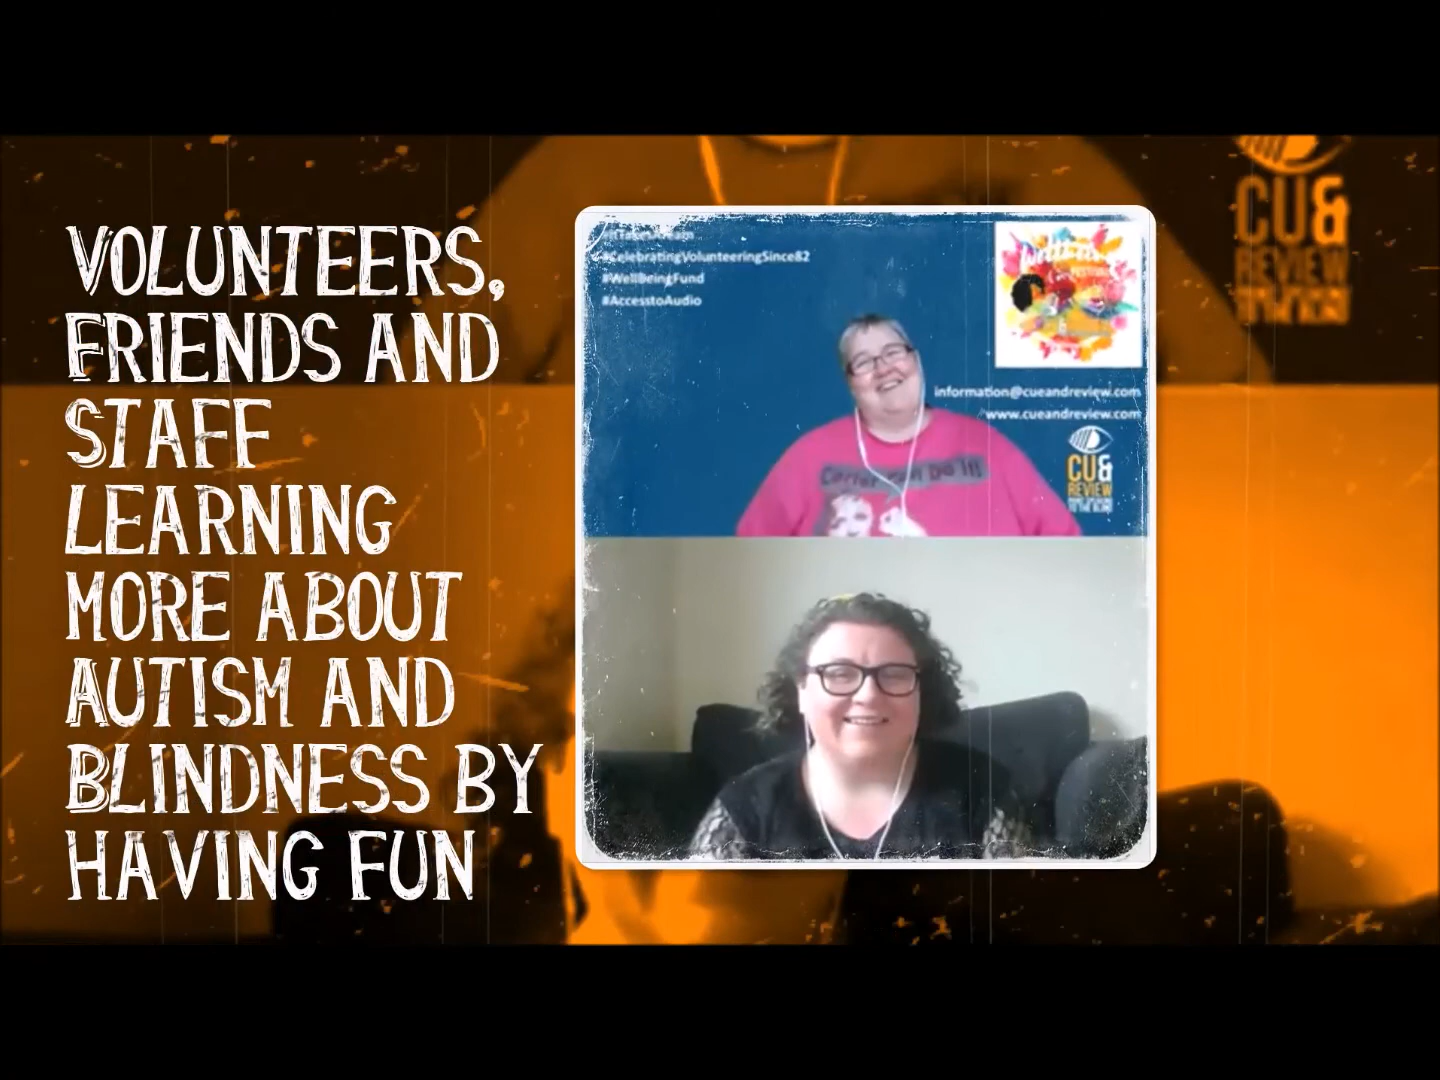 VOLUNTEERS,
FRIENDS AND
STAFF
LEARNING
MORE ABOUT
AUTISM AND
BLINDNESS BY
HAVING FUN
#CelebratingVolunteeringSince82
#WellBeingFund
#AccesstoAudio
FESTIVAL
information@cueandreview.com
www.cueandreview.com
CU&
REVIEW
CU&
REVIEW